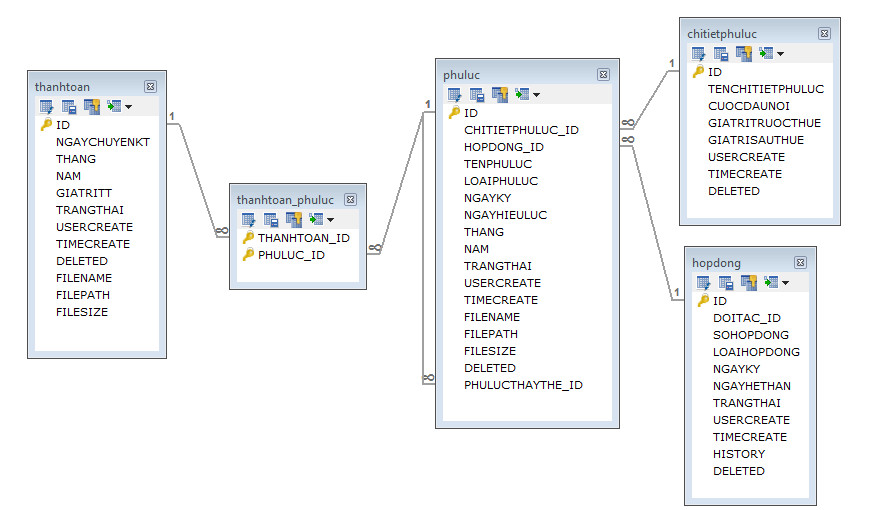 thanhtoan
ID
NGAYCHUYENKT
THANG
NAM
GIATRITT
TRANGTHAI
USERCREATE
TIMECREATE
DELETED
FILENAME
FILEPATH
FILESIZE
1
∞
thanhtoan_phuluc
THANHTOAN_ID
PHULUC_ID
∞
1
phuluc
ID
CHITIETPHULUC_ID
HOPDONG_ID
TENPHULUC
LOAIPHULUC
NGAYKY
NGAYHIEULUC
THANG
NAM
TRANGTHAI
USERCREATE
TIMECREATE
FILENAME
FILEPATH
FILESIZE
DELETED
PHULUCTHAYTHE_ID
∞
∞
∞
1
chitietphuluc
ID
TENCHITIETPHULUC
CUOCDAUNOI
GIATRITRUOCTHUE
GIATRISAUTHUE
USERCREATE
TIMECREATE
DELETED
1
hopdong
ID
DOITAC_ID
SOHOPDONG
LOAIHOPDONG
NGAYKY
NGAYHETHAN
TRANGTHAI
USERCREATE
TIMECREATE
HISTORY
DELETED